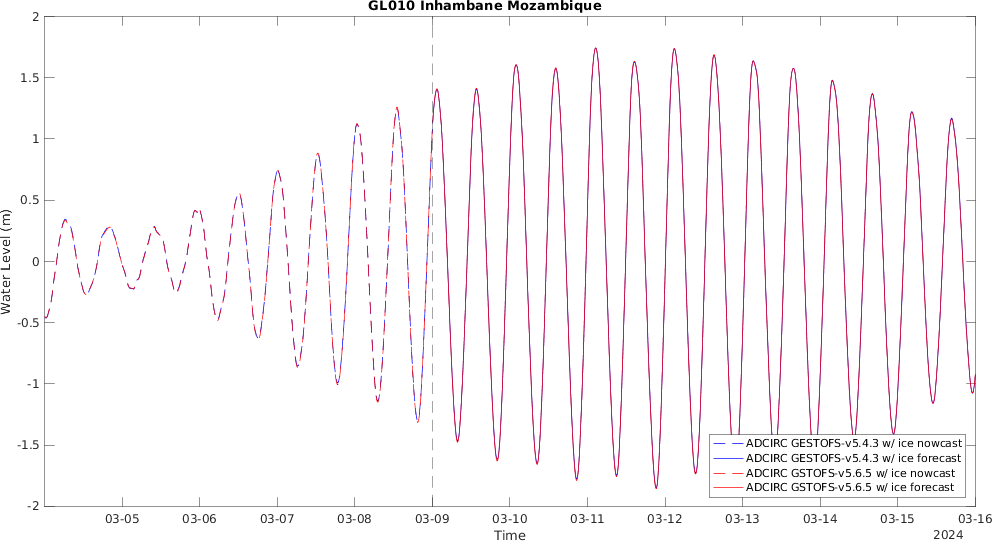 GL010 Inhambane Mozambique
2
1.5
1
0.5
0
-0.5
-1
-1.5
-2
Water Level (m)
ADCIRC GESTOFS-v5.4.3 w/ ice nowcast
ADCIRC GESTOFS-v5.4.3 w/ ice forecast
ADCIRC GSTOFS-v5.6.5 w/ ice nowcast
ADCIRC GSTOFS-v5.6.5 w/ ice forecast
03-05 03-06 03-07 03-08 03-09 03-10 03-11 03-12 03-13 03-14 03-15 03-16
Time
2024